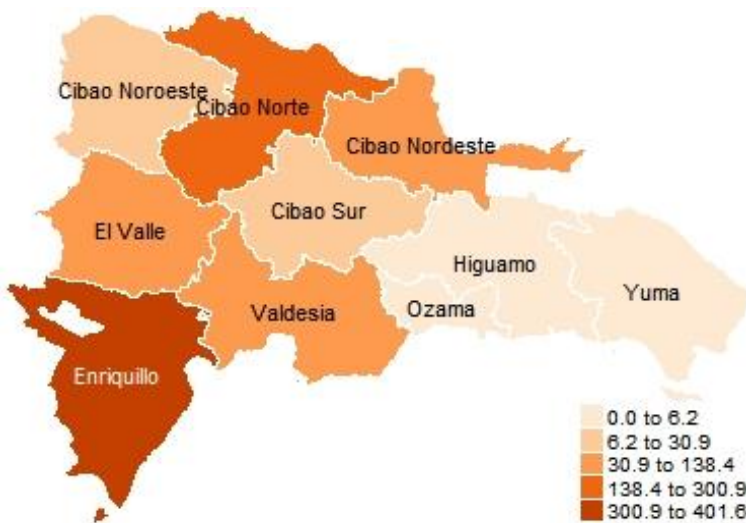 Cibao Noroeste
Cibao Norte
Cibao Nordeste
El Valle
Cibao Sur
Higuamo
Yuma
Ozama
Valdesia
Enriquillo
0.0 to 6.2
6.2 to 30.9
30.9 to 138.4
138.4 to 300.9
300.9 to 401.6